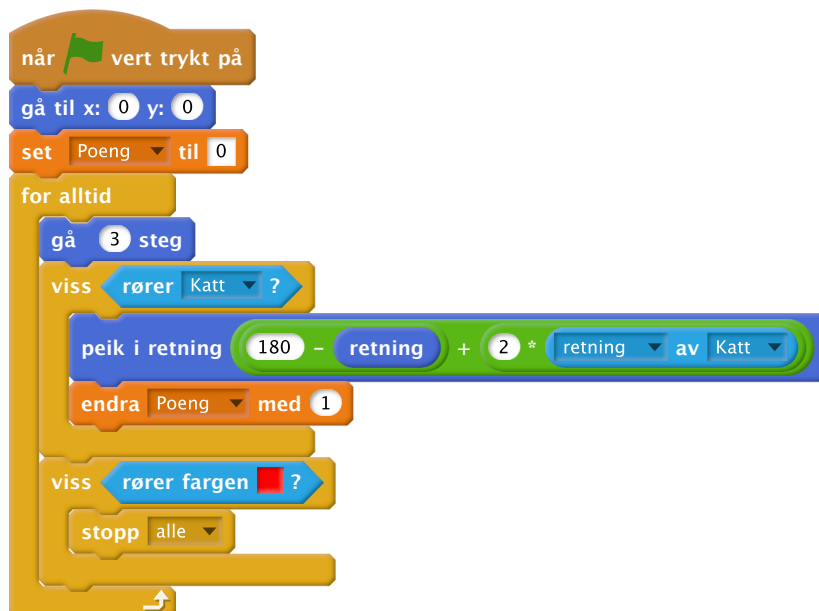 når vert trykt på
gå til x: 0 y: 0
set Poeng til 0
for alltid
gå 3 steg
viss rører Katt ?
peik i retning 180 - retning + 2 * retning av Katt
endra Poeng med 1
viss rører fargen ?
stopp alle